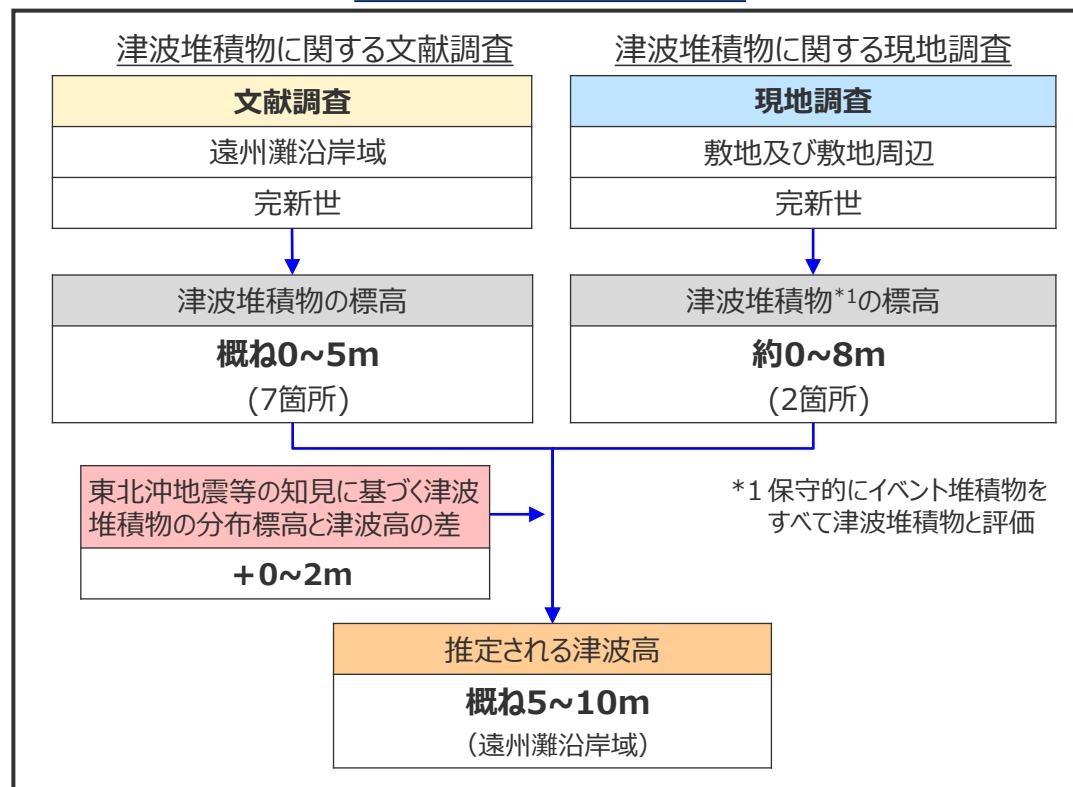 津波堆積物に関する文献調査
文献調査
遠州灘沿岸域
完新世
津波堆積物の標高
概ね0~5m
(7箇所)
津波堆積物に関する現地調査
現地調査
敷地及び敷地周辺
完新世
津波堆積物*1の標高
約0~8m
(2箇所)
東北沖地震等の知見に基づく津波
堆積物の分布標高と津波高の差
+0~2m
*1 保守的にイベント堆積物を
すべて津波堆積物と評価
推定される津波高
概ね5~10m
(遠州灘沿岸域)